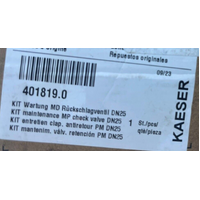 Repuestos originales
09/23
401819.0
KIT Wartung MD Rückschlagventil DN25
KIT maintenance MP check valve DN25
KIT entretien clap. antiretour PM DN25
KIT mantenim. válv. retención PM DN25
1 St./pcs/
qté/pieza
KAESER